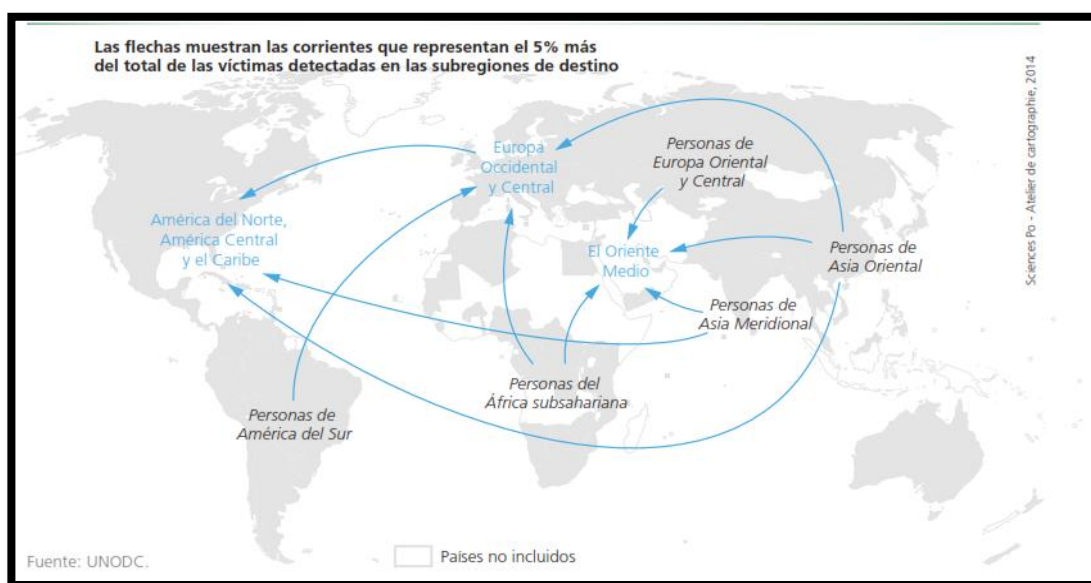 Las flechas muestran las corrientes que representan el 5% más
del total de las víctimas detectadas en las subregiones de destino
Sciences Po - Atelier de cartographie, 2014
Europa
Occidental
y Central
Personas de
Europa Oriental
y Central
América del Norte,
América Central
y el Caribe
El Oriente
Medio
Personas de
Asia Oriental
Personas de
Asia Meridional
Personas del
África subsahariana
Personas de
América del Sur
Fuente: UNODC.
Países no incluidos